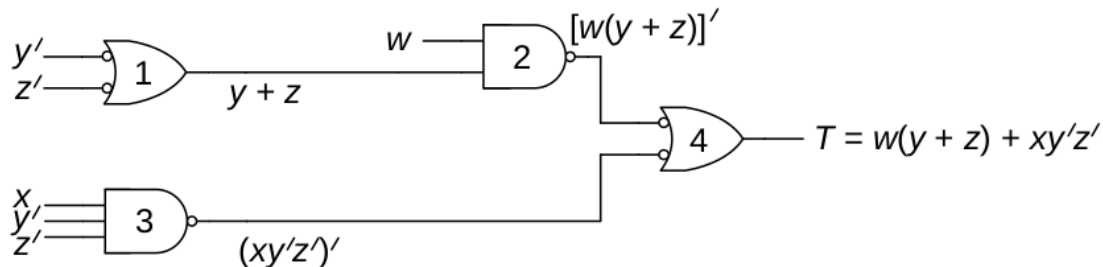 w
[w(y + z)]′
y′
z′
1
2
y + z
4
T = w(y + z) + xy′z′
x
y′
z′
3
(xy′z′)′